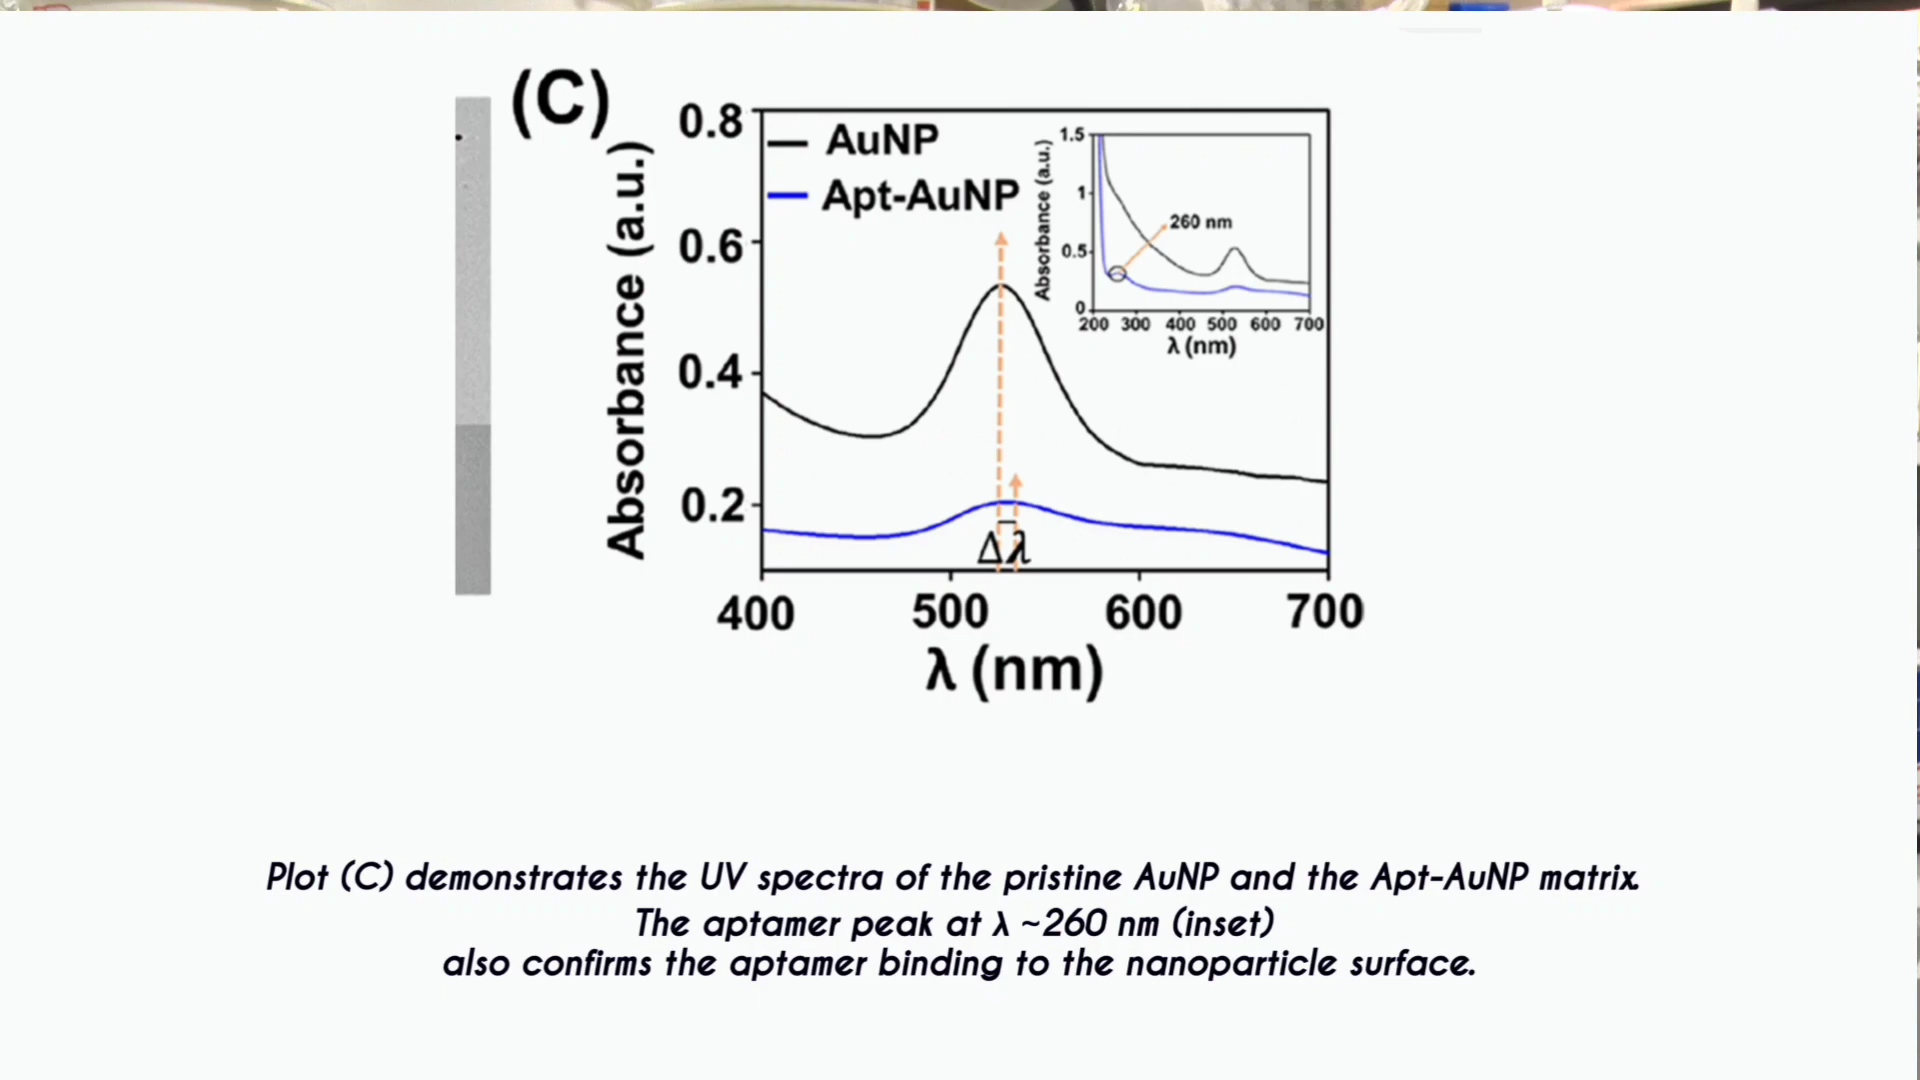 (C)
0.8
0.6
0.4
0.2
Absorbance (a.u.)
AuNP
Apt-AuNP
Δλ
400 500 600 700
λ (nm)
1.5
1
0.5
0
Absorbance (a.u.)
260 nm
200 300 400 500 600 700
λ (nm)
Plot (C) demonstrates the UV spectra of the pristine AuNP and the Apt-AuNP matrix.
The aptamer peak at λ ~260 nm (inset)
also confirms the aptamer binding to the nanoparticle surface.